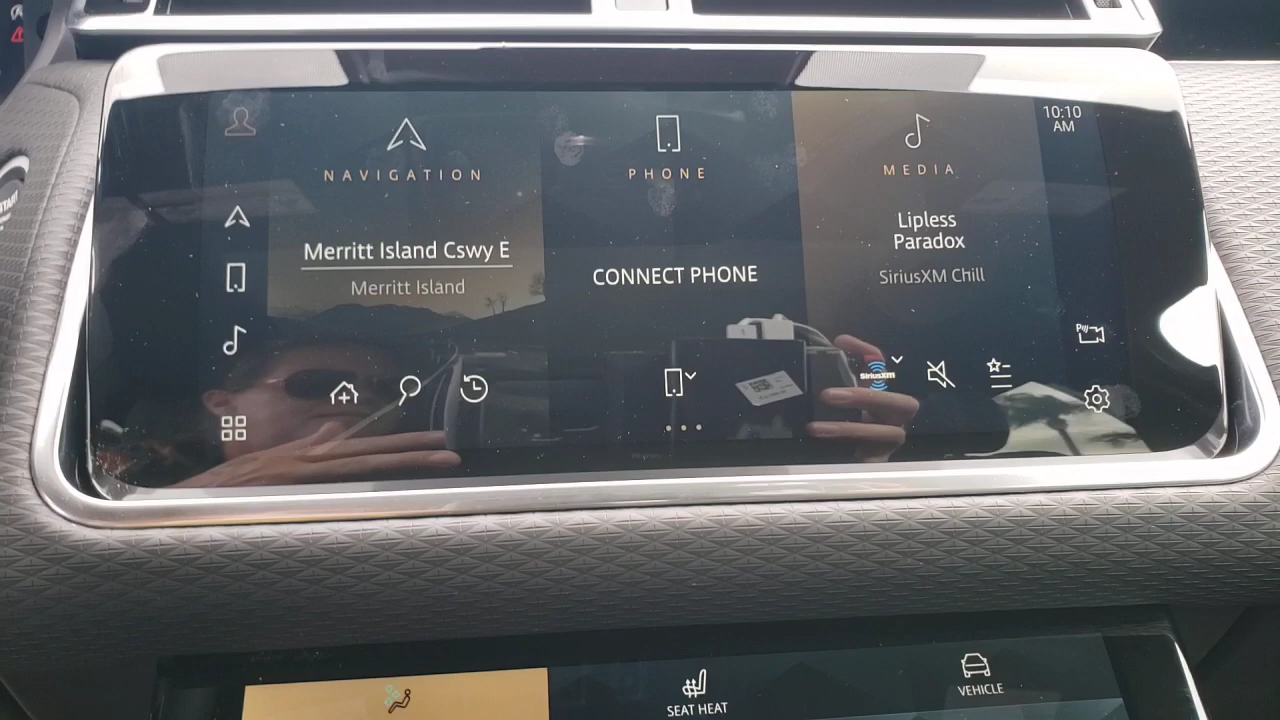 NAVIGATION
Merritt Island Cswy E
Merritt Island
PHONE
CONNECT PHONE
MEDIA
Lipless
Paradox
SiriusXM Chill
SiriusXM
10:10
AM
START
SEAT HEAT
VEHICLE